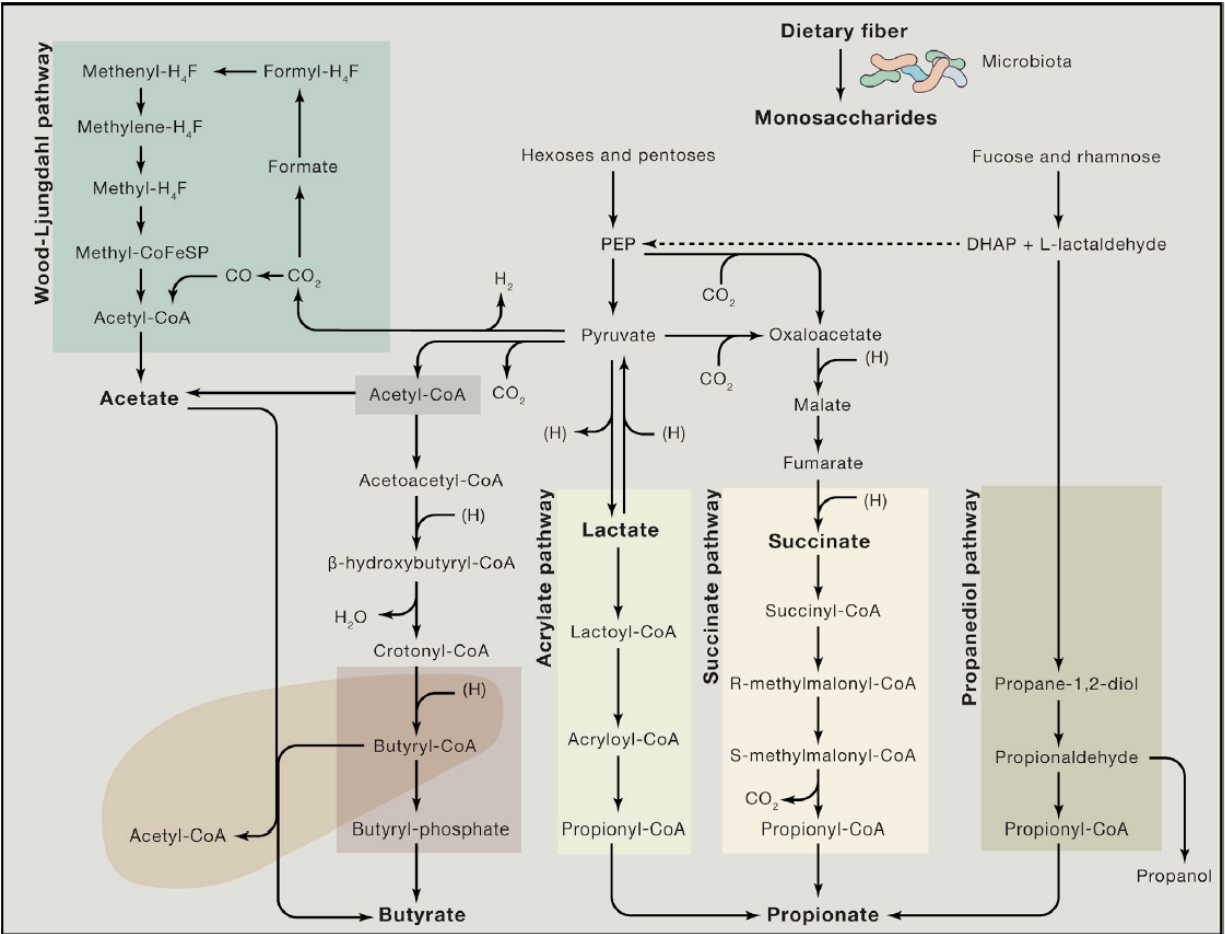 Dietary fiber
Microbiota
Monosaccharides
Wood-Ljungdahl pathway
Methenyl-H₄F
Formyl-H₄F
Methylene-H₄F
Formate
Methyl-H₄F
Methyl-CoFeSP
CO
CO₂
Acetyl-CoA
Acetate
Hexoses and pentoses
Fucose and rhamnose
PEP
DHAP + L-lactaldehyde
H₂
CO₂
Pyruvate
Oxaloacetate
CO₂
CO₂
(H)
Acetyl-CoA
Malate
(H)
(H)
Fumarate
Acetoacetyl-CoA
(H)
(H)
β-hydroxybutyryl-CoA
H₂O
Crotonyl-CoA
(H)
Butyryl-CoA
Acetyl-CoA
Butyryl-phosphate
Butyrate
Acrylate pathway
Lactate
Lactoyl-CoA
Acryloyl-CoA
Propionyl-CoA
Succinate pathway
Succinate
Succinyl-CoA
R-methylmalonyl-CoA
S-methylmalonyl-CoA
CO₂
Propionyl-CoA
Propanediol pathway
Propane-1,2-diol
Propionaldehyde
Propionyl-CoA
Propanol
Propionate